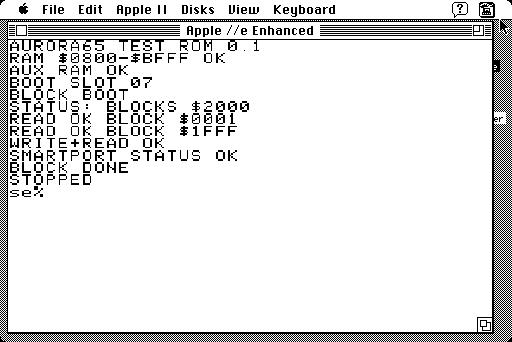 File Edit Apple II Disks View Keyboard
Apple //e Enhanced
AURORA65 TEST ROM 0.1
RAM $0800-$BFFF OK
AUX RAM OK
BOOT SLOT 07
BLOCK BOOT
STATUS: BLOCKS $2000
READ OK BLOCK $0001
READ OK BLOCK $1FFF
WRITE+READ OK
SMARTPORT STATUS OK
BLOCK DONE
STOPPED
se%